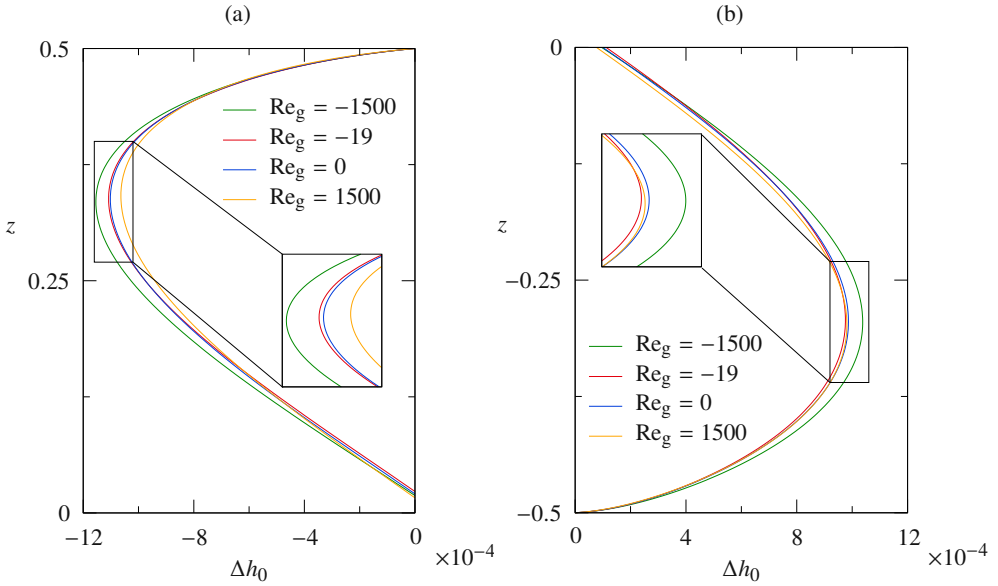 (a)
0.5
Re_g = −1500
Re_g = −19
Re_g = 0
Re_g = 1500
z
0.25
0
−12
−8
−4
0
×10⁻⁴
Δh₀
(b)
0
z
−0.25
Re_g = −1500
Re_g = −19
Re_g = 0
Re_g = 1500
−0.5
0
4
8
12
×10⁻⁴
Δh₀